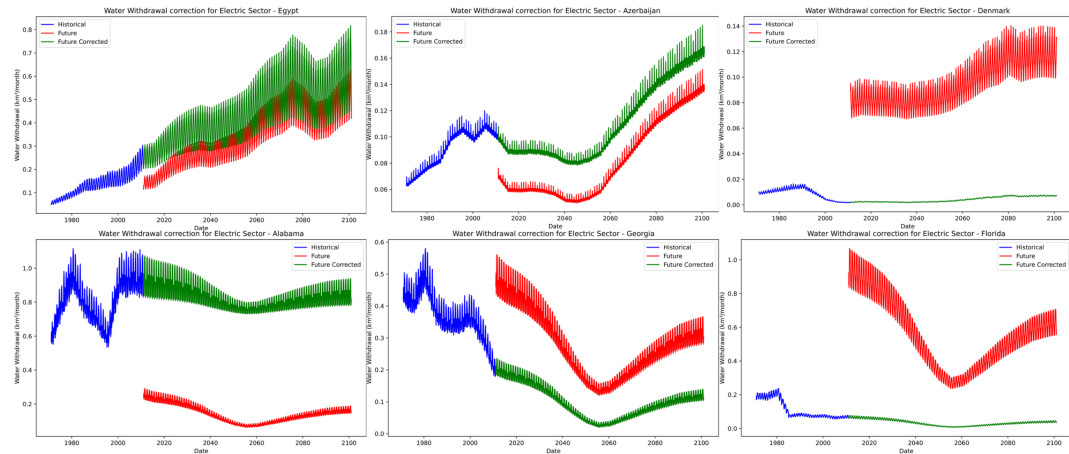 Water Withdrawal correction for Electric Sector - Egypt
Historical
Future
Future Corrected
0.8
0.7
0.6
0.5
0.4
0.3
0.2
0.1
Water Withdrawal (km³/month)
1980
2000
2020
2040
2060
2080
2100
Date
Water Withdrawal correction for Electric Sector - Azerbaijan
Historical
Future
Future Corrected
0.18
0.16
0.14
0.12
0.10
0.08
0.06
Water Withdrawal (km³/month)
1980
2000
2020
2040
2060
2080
2100
Date
Water Withdrawal correction for Electric Sector - Denmark
Historical
Future
Future Corrected
0.14
0.12
0.10
0.08
0.06
0.04
0.02
0.00
Water Withdrawal (km³/month)
1980
2000
2020
2040
2060
2080
2100
Date
Water Withdrawal correction for Electric Sector - Alabama
Historical
Future
Future Corrected
1.0
0.8
0.6
0.4
0.2
Water Withdrawal (km³/month)
1980
2000
2020
2040
2060
2080
2100
Date
Water Withdrawal correction for Electric Sector - Georgia
Historical
Future
Future Corrected
0.6
0.5
0.4
0.3
0.2
0.1
0.0
Water Withdrawal (km³/month)
1980
2000
2020
2040
2060
2080
2100
Date
Water Withdrawal correction for Electric Sector - Florida
Historical
Future
Future Corrected
1.0
0.8
0.6
0.4
0.2
0.0
Water Withdrawal (km³/month)
1980
2000
2020
2040
2060
2080
2100
Date